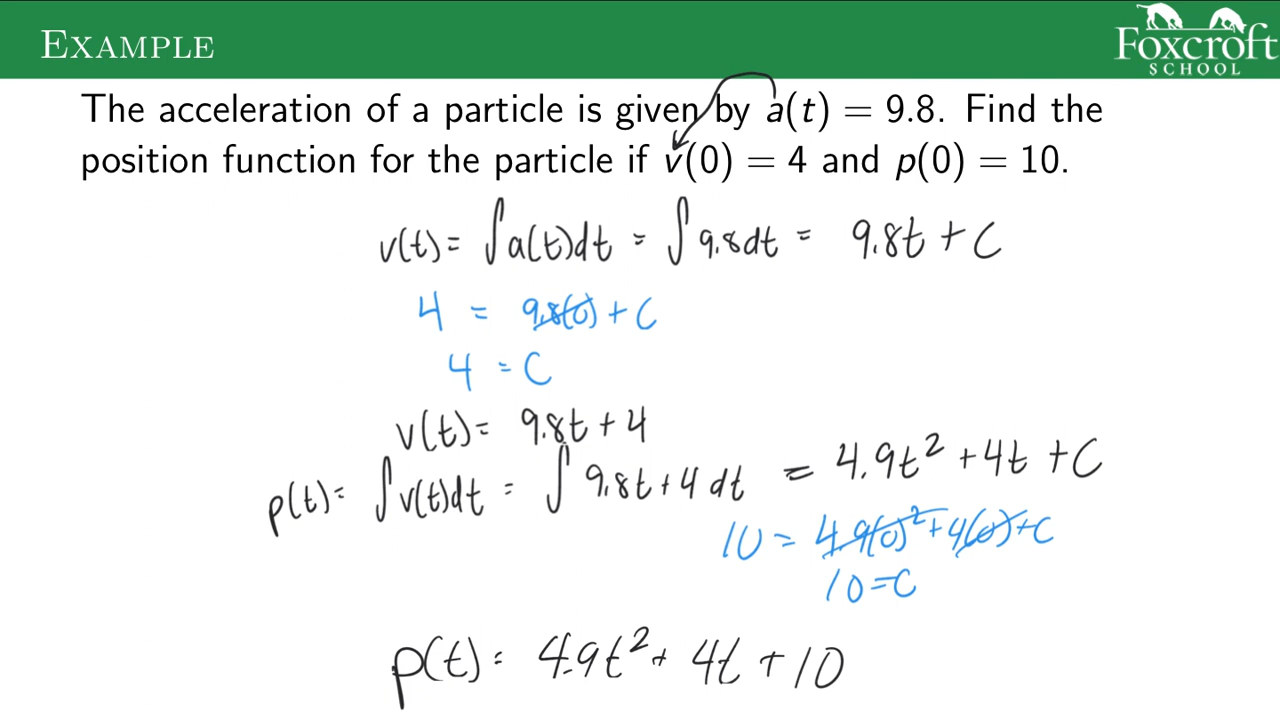 EXAMPLE
Foxcroft
SCHOOL
The acceleration of a particle is given by a(t) = 9.8. Find the
position function for the particle if v(0) = 4 and p(0) = 10.
v(t) = ∫a(t)dt = ∫9.8dt = 9.8t + C
4 = 9.8(0) + C
4 = C
v(t) = 9.8t + 4
p(t) = ∫v(t)dt = ∫9.8t + 4 dt = 4.9t² + 4t + C
10 = 4.9(0)² + 4(0) + C
10 = C
p(t) = 4.9t² + 4t + 10